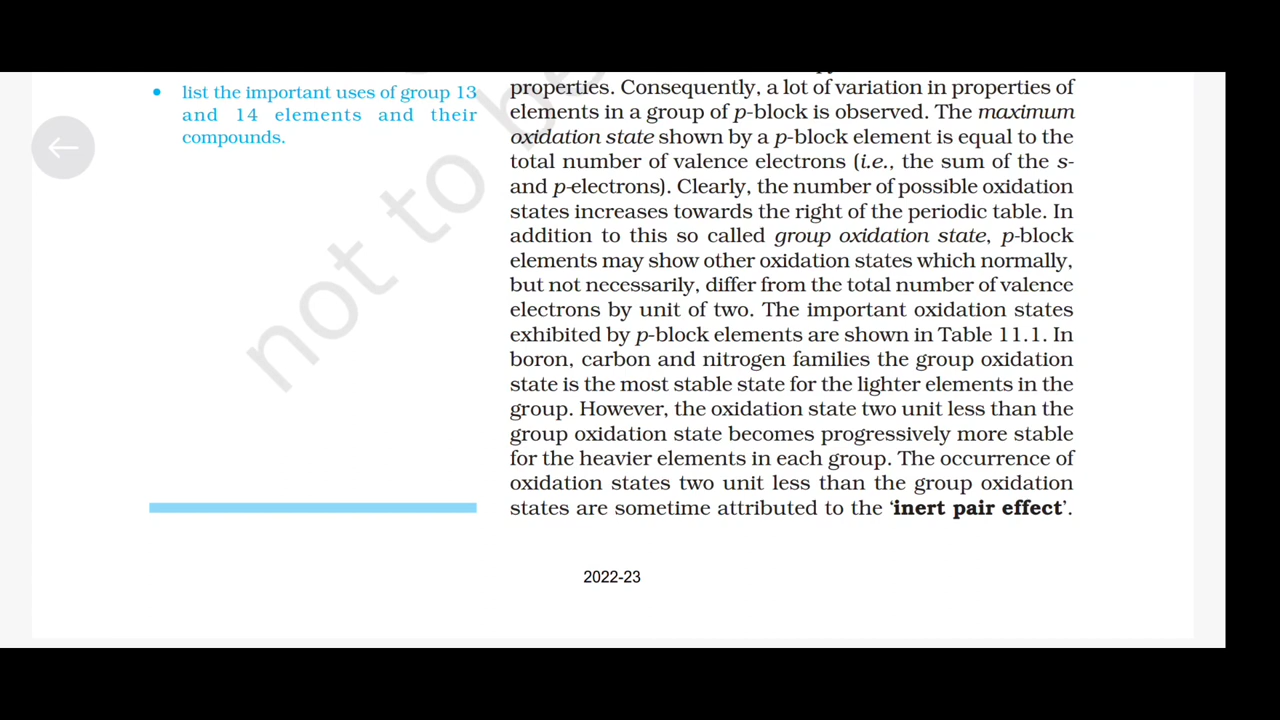 • list the important uses of group 13
and 14 elements and their
compounds.
properties. Consequently, a lot of variation in properties of
elements in a group of p-block is observed. The maximum
oxidation state shown by a p-block element is equal to the
total number of valence electrons (i.e., the sum of the s-
and p-electrons). Clearly, the number of possible oxidation
states increases towards the right of the periodic table. In
addition to this so called group oxidation state, p-block
elements may show other oxidation states which normally,
but not necessarily, differ from the total number of valence
electrons by unit of two. The important oxidation states
exhibited by p-block elements are shown in Table 11.1. In
boron, carbon and nitrogen families the group oxidation
state is the most stable state for the lighter elements in the
group. However, the oxidation state two unit less than the
group oxidation state becomes progressively more stable
for the heavier elements in each group. The occurrence of
oxidation states two unit less than the group oxidation
states are sometime attributed to the ‘inert pair effect’.
not to be
2022-23